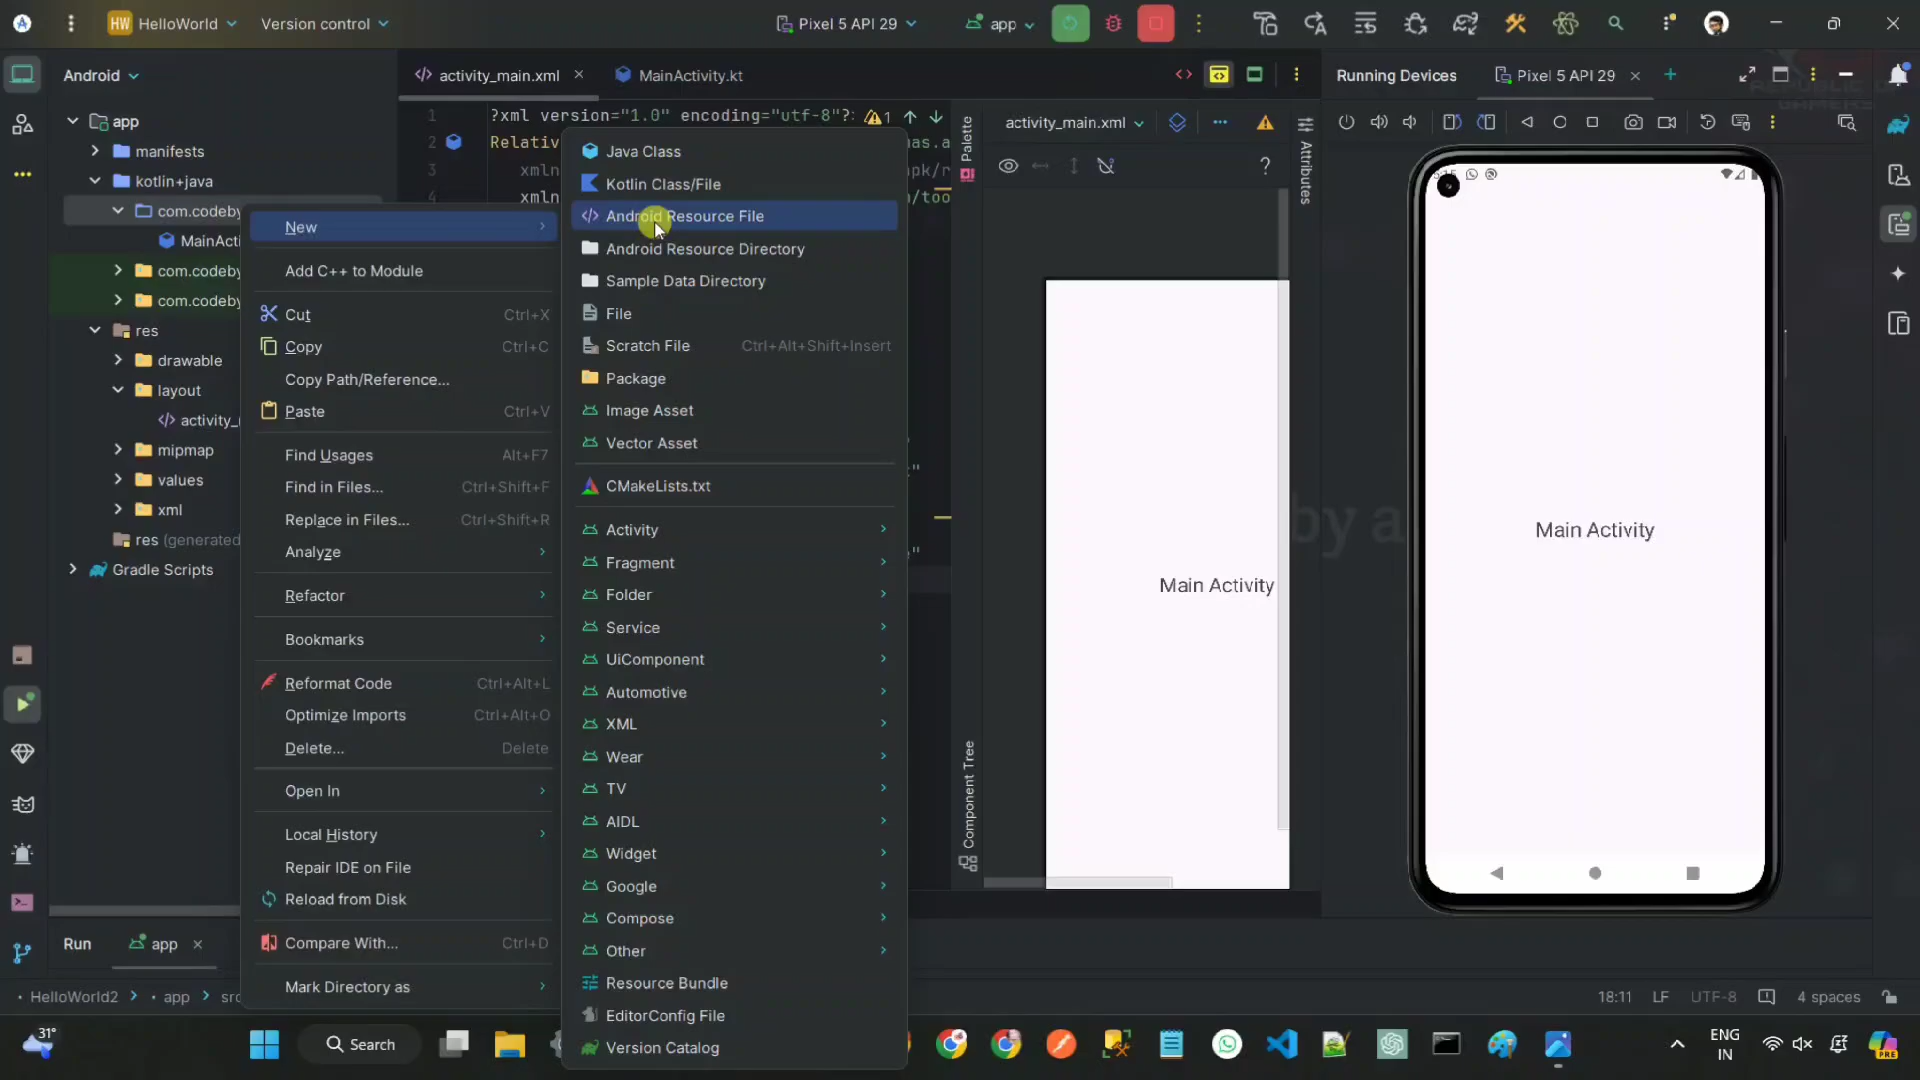 HW HelloWorld Version control Pixel 5 API 29 app
Android
app
manifests
kotlin+java
com.codeby
MainActi
com.codeby
com.codeby
res
drawable
layout
activity_
mipmap
values
xml
res (generated
Gradle Scripts
activity_main.xml MainActivity.kt
1 ?xml version="1.0" encoding="utf-8"?> 1
2 Relativ
3 xmln
4 xmln
New
Add C++ to Module
Cut Ctrl+X
Copy Ctrl+C
Copy Path/Reference...
Paste Ctrl+V
Find Usages Alt+F7
Find in Files... Ctrl+Shift+F
Replace in Files... Ctrl+Shift+R
Analyze
Refactor
Bookmarks
Reformat Code Ctrl+Alt+L
Optimize Imports Ctrl+Alt+O
Delete... Delete
Open In
Local History
Repair IDE on File
Reload from Disk
Compare With... Ctrl+D
Mark Directory as
Java Class
Kotlin Class/File
Android Resource File
Android Resource Directory
Sample Data Directory
File
Scratch File Ctrl+Alt+Shift+Insert
Package
Image Asset
Vector Asset
CMakeLists.txt
Activity
Fragment
Folder
Service
UiComponent
Automotive
XML
Wear
TV
AIDL
Widget
Google
Compose
Other
Resource Bundle
EditorConfig File
Version Catalog
Palette
activity_main.xml
?
Attributes
Main Activity
Component Tree
Running Devices Pixel 5 API 29
Main Activity
Run app
HelloWorld2 app
18:11 LF UTF-8 4 spaces
31°
Search
ENG
IN
PRE